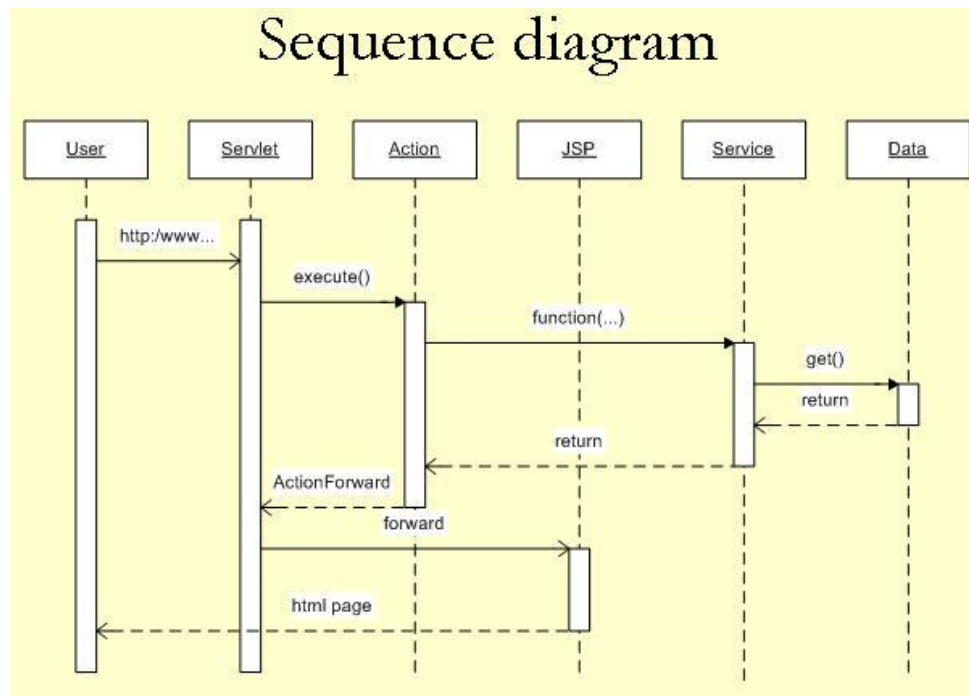 Sequence diagram
User
Servlet
Action
JSP
Service
Data
http:/www...
execute()
function(...)
get()
return
return
ActionForward
forward
html page